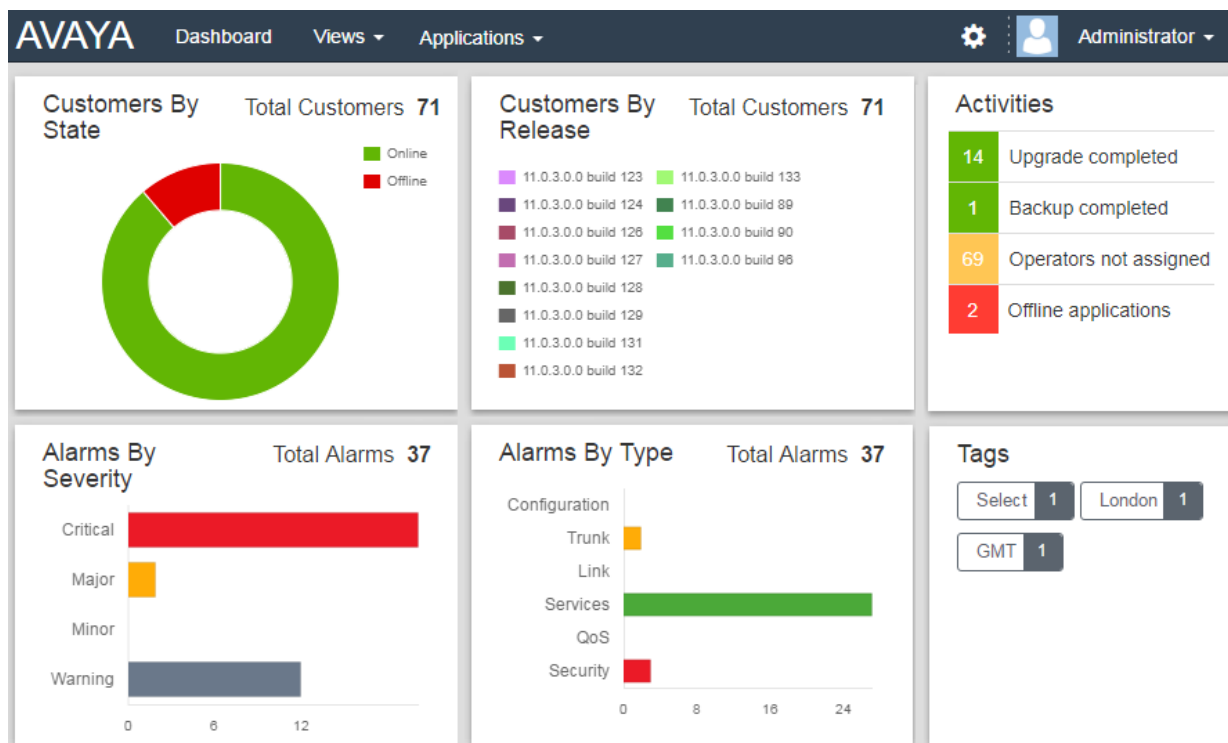 AVAYA Dashboard Views Applications Administrator
Customers By State
Total Customers 71
Online
Offline
Customers By Release
Total Customers 71
11.0.3.0.0 build 123
11.0.3.0.0 build 124
11.0.3.0.0 build 126
11.0.3.0.0 build 127
11.0.3.0.0 build 128
11.0.3.0.0 build 129
11.0.3.0.0 build 131
11.0.3.0.0 build 132
11.0.3.0.0 build 133
11.0.3.0.0 build 89
11.0.3.0.0 build 90
11.0.3.0.0 build 96
Activities
14 Upgrade completed
1 Backup completed
69 Operators not assigned
2 Offline applications
Alarms By Severity
Total Alarms 37
Critical
Major
Minor
Warning
0 6 12
Alarms By Type
Total Alarms 37
Configuration
Trunk
Link
Services
QoS
Security
0 8 16 24
Tags
Select 1 London 1
GMT 1